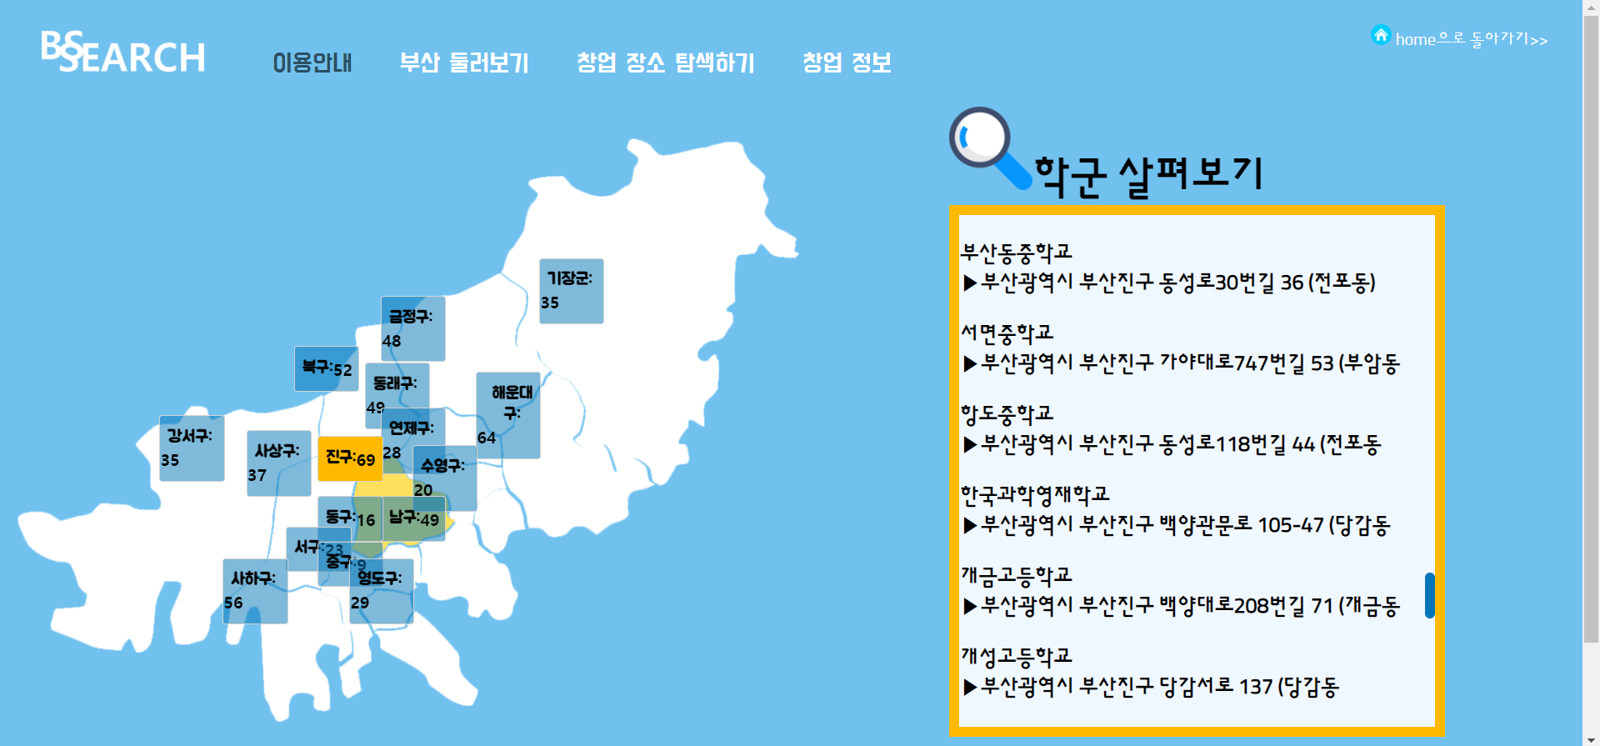 BSSEARCH
이용안내
부산 둘러보기
창업 장소 탐색하기
창업 정보
home으로 돌아가기>>
학군 살펴보기
부산동중학교
▶부산광역시 부산진구 동성로30번길 36 (전포동)
서면중학교
▶부산광역시 부산진구 가야대로747번길 53 (부암동
항도중학교
▶부산광역시 부산진구 동성로118번길 44 (전포동
한국과학영재학교
▶부산광역시 부산진구 백양관문로 105-47 (당감동
개금고등학교
▶부산광역시 부산진구 백양대로208번길 71 (개금동
개성고등학교
▶부산광역시 부산진구 당감서로 137 (당감동
기장군:
35
금정구:
48
북구:52
동래구:
49
해운대
구:
64
연제구:
28
강서구:
35
사상구:
37
진구:69
수영구:
20
동구:16
남구:49
서구:23
중구:9
사하구:
56
영도구:
29